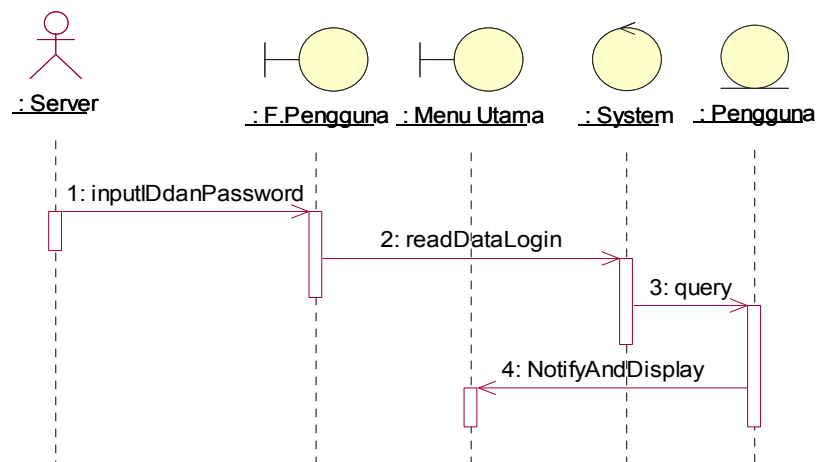 : Server
: F.Pengguna
: Menu Utama
: System
: Pengguna
1: inputIDdanPassword
2: readDataLogin
3: query
4: NotifyAndDisplay